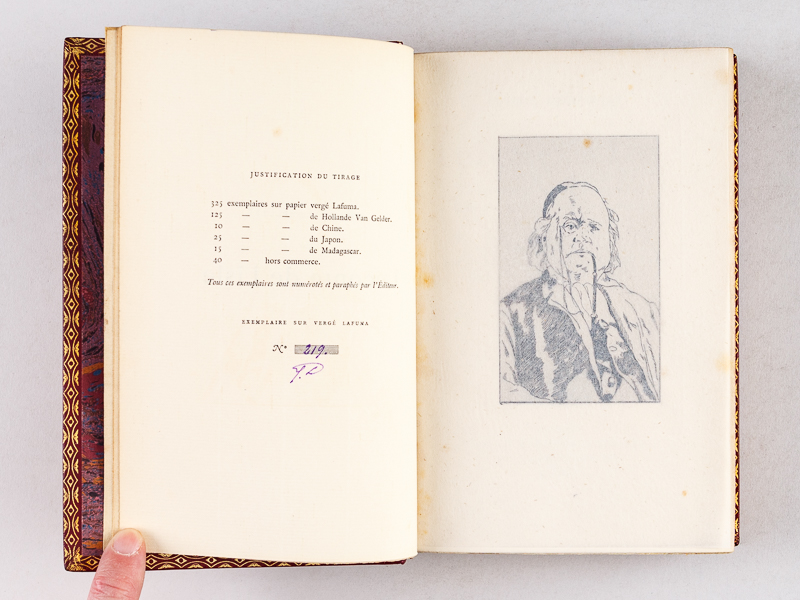 JUSTIFICATION DU TIRAGE
325 exemplaires sur papier vergé Lafuma.
125 — — de Hollande Van Gelder.
10 — — de Chine.
25 — — du Japon.
15 — — de Madagascar.
40 — hors commerce.
Tous ces exemplaires sont numérotés et paraphés par l'Éditeur.
EXEMPLAIRE SUR VERGÉ LAFUMA
N° 219.